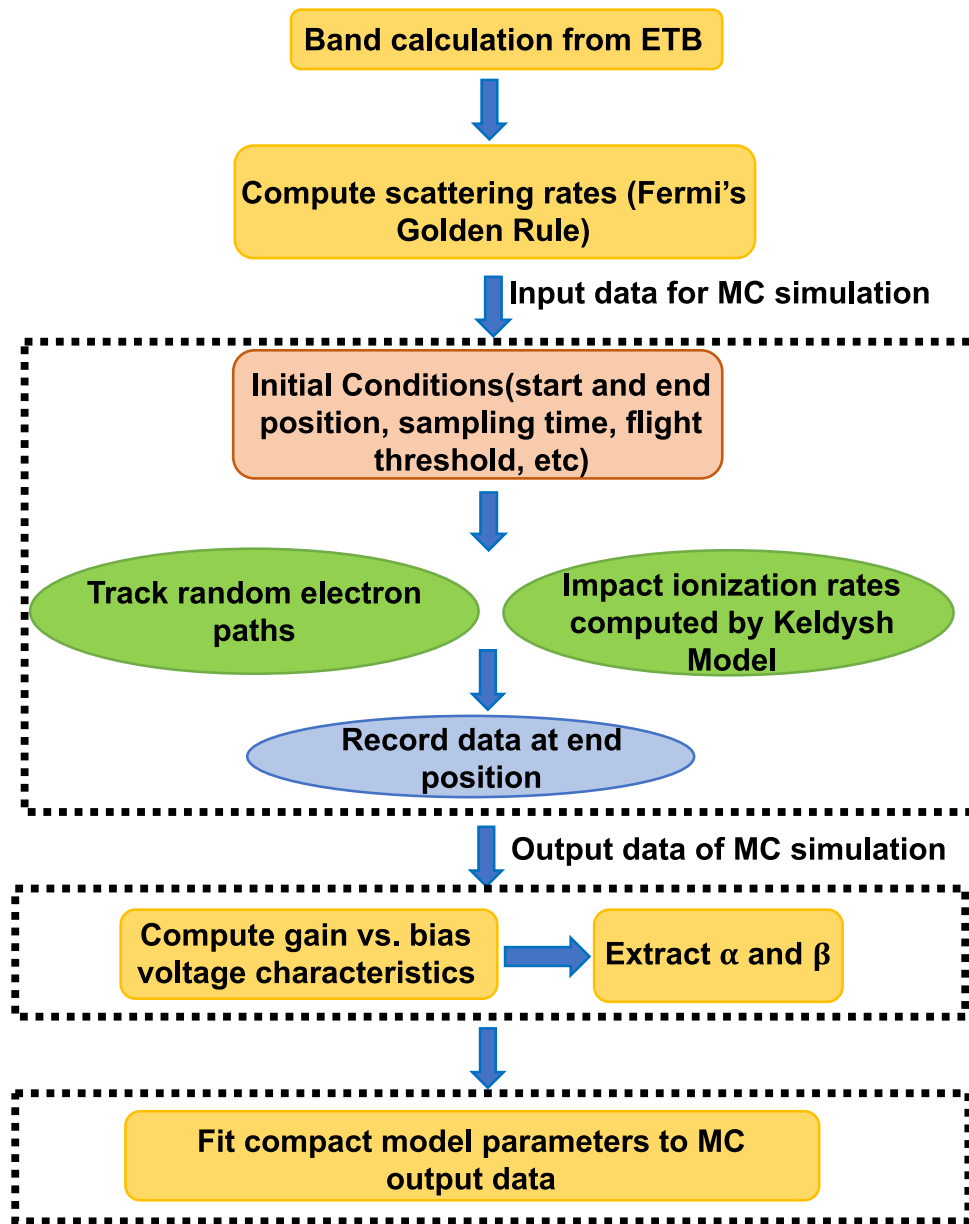 Band calculation from ETB
Compute scattering rates (Fermi's
Golden Rule)
Input data for MC simulation
Initial Conditions(start and end
position, sampling time, flight
threshold, etc)
Track random electron
paths
Impact ionization rates
computed by Keldysh
Model
Record data at end
position
Output data of MC simulation
Compute gain vs. bias
voltage characteristics
Extract α and β
Fit compact model parameters to MC
output data